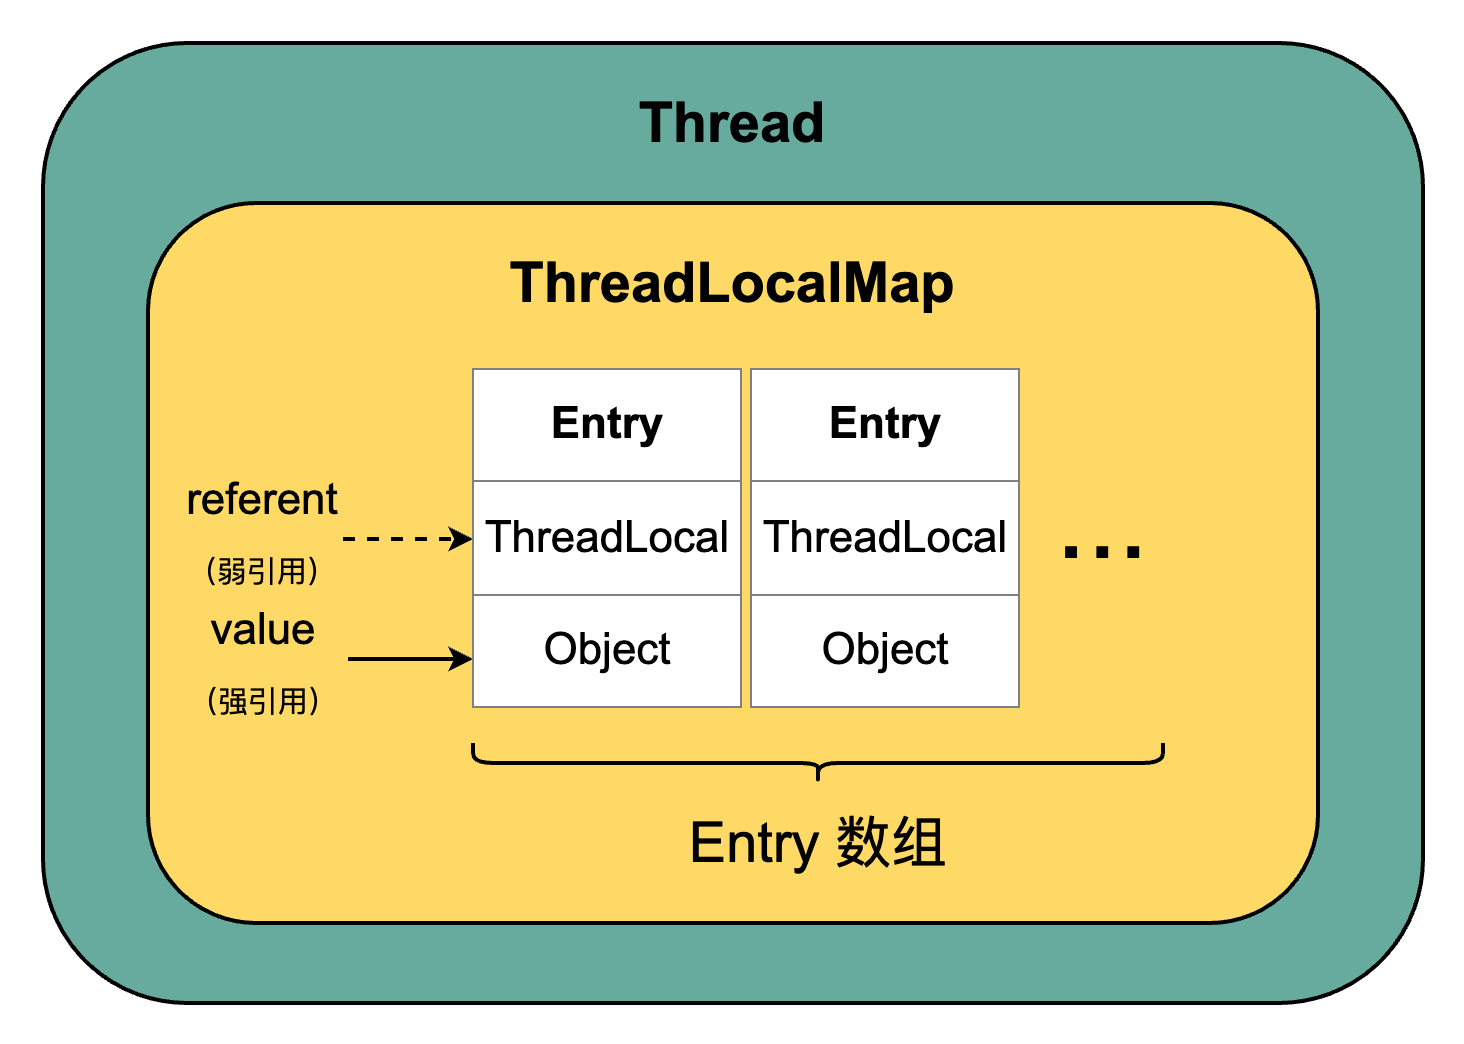 Thread
ThreadLocalMap
Entry Entry
referent
(弱引用)
ThreadLocal ThreadLocal
...
value
(强引用)
Object Object
Entry 数组